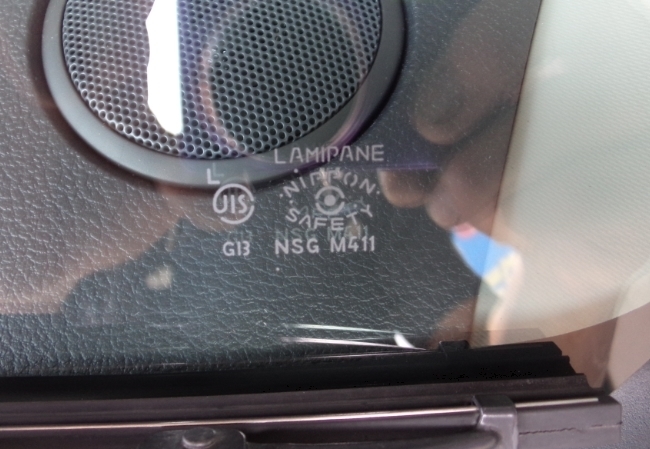 LAMIPANE
L
JIS
NIPPON
SAFETY
G13 NSG M411